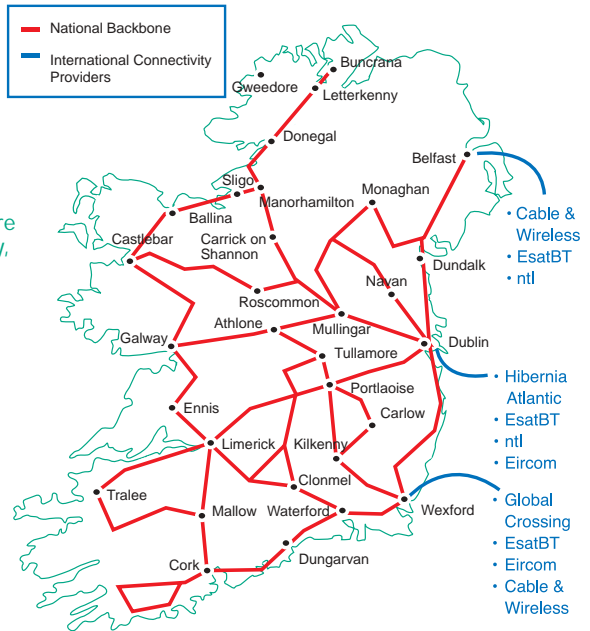 National Backbone
International Connectivity
Providers
Buncrana
Gweedore
Letterkenny
Donegal
Belfast
Sligo
Monaghan
Manorhamilton
Ballina
re
Castlebar
Carrick on
Shannon
y,
Dundalk
Navan
Roscommon
Athlone
Mullingar
Galway
Dublin
Tullamore
Portlaoise
Ennis
Carlow
Limerick
Kilkenny
Clonmel
Tralee
Mallow
Waterford
Wexford
Dungarvan
Cork
• Cable &
Wireless
• EsatBT
• ntl
• Hibernia
Atlantic
• EsatBT
• ntl
• Eircom
• Global
Crossing
• EsatBT
• Eircom
• Cable &
Wireless